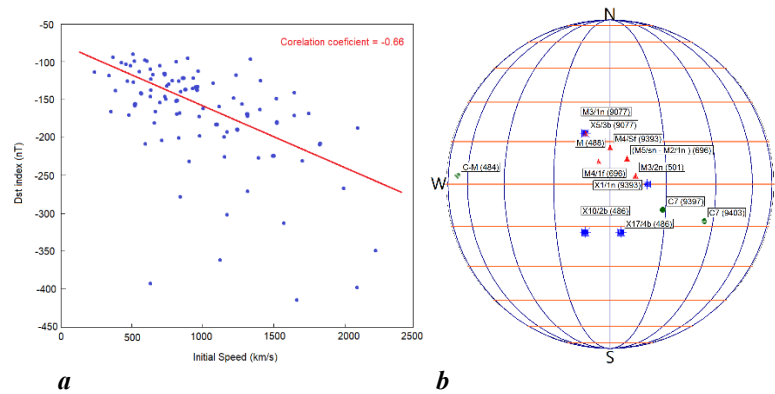 -50
-100
-150
-200
-250
-300
-350
-400
-450
Dst index (nT)
Corelation coeficient = -0.66
0
500
1000
1500
2000
2500
Initial Speed (km/s)
a
N
M3/1n (9077)
X5/3b (9077)
M4/Sf (9393)
M (488)
(M5/sn - M2/1n ) (696)
C-M (484)
M3/2n (501)
W
M4/1f (696)
X1/1n (9393)
E
C7 (9397)
X10/2b (486)
C7 (9403)
X17/4b (486)
S
b